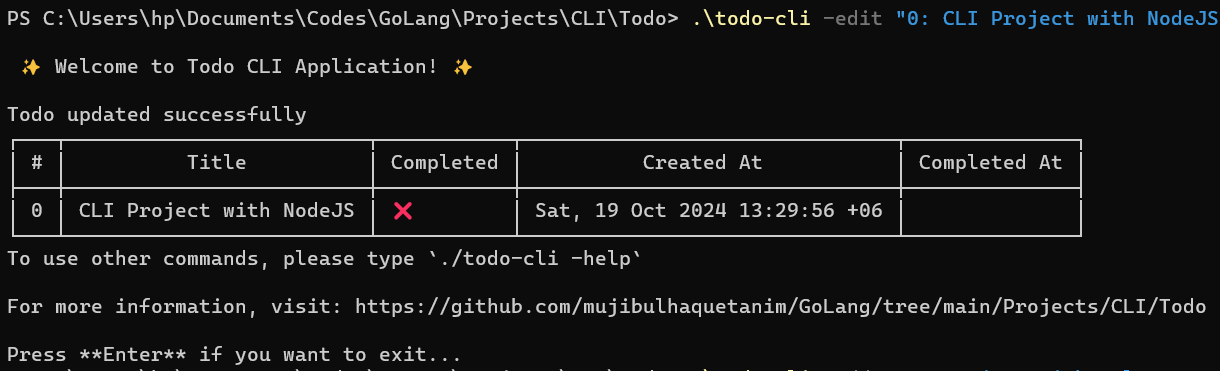 PS C:\Users\hp\Documents\Codes\GoLang\Projects\CLI\Todo> .\todo-cli -edit "0: CLI Project with NodeJS
✨ Welcome to Todo CLI Application! ✨
Todo updated successfully
# Title Completed Created At Completed At
0 CLI Project with NodeJS ❌ Sat, 19 Oct 2024 13:29:56 +06
To use other commands, please type `./todo-cli -help`
For more information, visit: https://github.com/mujibulhaquetanim/GoLang/tree/main/Projects/CLI/Todo
Press **Enter** if you want to exit...